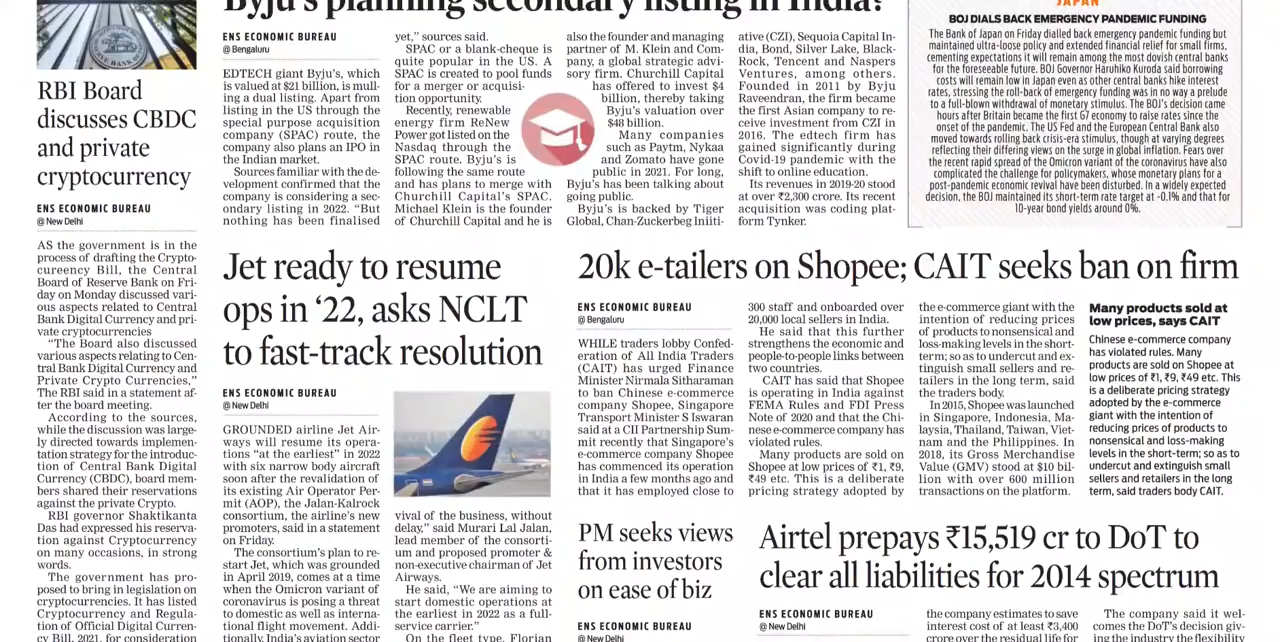 RBI Board
discusses CBDC
and private
cryptocurrency
ENS ECONOMIC BUREAU
@ New Delhi
AS the government is in the
process of drafting the Crypto-
cureency Bill, the Central
Board of Reserve Bank on Fri-
day on Monday discussed vari-
ous aspects related to Central
Bank Digital Currency and pri-
vate cryptocurrencies
"The Board also discussed
various aspects relating to Cen-
tral Bank Digital Currency and
Private Crypto Currencies,"
The RBI said in a statement af-
ter the board meeting.
According to the sources,
while the discussion was large-
ly directed towards implemen-
tation strategy for the introduc-
tion of Central Bank Digital
Currency (CBDC), board mem-
bers shared their reservations
against the private Crypto.
RBI governor Shaktikanta
Das had expressed his reserva-
tion against Cryptocurrency
on many occasions, in strong
words.
The government has pro-
posed to bring in legislation on
cryptocurrencies. It has listed
Cryptocurrency and Regula-
tion of Official Digital Curren-
cy Bill, 2021, for consideration
Byju's planning secondary listing in India?
ENS ECONOMIC BUREAU
@ Bengaluru
EDTECH giant Byju's, which
is valued at $21 billion, is mull-
ing a dual listing. Apart from
listing in the US through the
special purpose acquisition
company (SPAC) route, the
company also plans an IPO in
the Indian market.
Sources familiar with the de-
velopment confirmed that the
company is considering a sec-
ondary listing in 2022. "But
nothing has been finalised
yet," sources said.
SPAC or a blank-cheque is
quite popular in the US. A
SPAC is created to pool funds
for a merger or acquisi-
tion opportunity.
Recently, renewable
energy firm ReNew
Power got listed on the
Nasdaq through the
SPAC route. Byju's is
following the same route
and has plans to merge with
Churchill Capital's SPAC.
Michael Klein is the founder
of Churchill Capital and he is
also the founder and managing
partner of M. Klein and Com-
pany, a global strategic advi-
sory firm. Churchill Capital
has offered to invest $4
billion, thereby taking
Byju's valuation over
$48 billion.
Many companies
such as Paytm, Nykaa
and Zomato have gone
public in 2021. For long,
Byju's has been talking about
going public.
Byju's is backed by Tiger
Global, Chan-Zuckerbeg Iniiti-
ative (CZI), Sequoia Capital In-
dia, Bond, Silver Lake, Black-
Rock, Tencent and Naspers
Ventures, among others.
Founded in 2011 by Byju
Raveendran, the firm became
the first Asian company to re-
ceive investment from CZI in
2016. The edtech firm has
gained significantly during
Covid-19 pandemic with the
shift to online education.
Its revenues in 2019-20 stood
at over ₹2,300 crore. Its recent
acquisition was coding plat-
form Tynker.
JAPAN
BOJ DIALS BACK EMERGENCY PANDEMIC FUNDING
The Bank of Japan on Friday dialled back emergency pandemic funding but
maintained ultra-loose policy and extended financial relief for small firms,
cementing expectations it will remain among the most dovish central banks
for the foreseeable future. BOJ Governor Haruhiko Kuroda said borrowing
costs will remain low in Japan even as other central banks hike interest
rates, stressing the roll-back of emergency funding was in no way a prelude
to a full-blown withdrawal of monetary stimulus. The BOJ's decision came
hours after Britain became the first G7 economy to raise rates since the
onset of the pandemic. The US Fed and the European Central Bank also
moved towards rolling back crisis-era stimulus, though at varying degrees
reflecting their differing views on the surge in global inflation. Fears over
the recent rapid spread of the Omicron variant of the coronavirus have also
complicated the challenge for policymakers, whose monetary plans for a
post-pandemic economic revival have been disturbed. In a widely expected
decision, the BOJ maintained its short-term rate target at -0.1% and that for
10-year bond yields around 0%.
Jet ready to resume
ops in '22, asks NCLT
to fast-track resolution
ENS ECONOMIC BUREAU
@ New Delhi
GROUNDED airline Jet Air-
ways will resume its opera-
tions "at the earliest" in 2022
with six narrow body aircraft
soon after the revalidation of
its existing Air Operator Per-
mit (AOP), the Jalan-Kalrock
consortium, the airline's new
promoters, said in a statement
on Friday.
The consortium's plan to re-
start Jet, which was grounded
in April 2019, comes at a time
when the Omicron variant of
coronavirus is posing a threat
to domestic as well as interna-
tional flight movement. Addi-
tionally, India's aviation sector
vival of the business, without
delay," said Murari Lal Jalan,
lead member of the consorti-
um and proposed promoter &
non-executive chairman of Jet
Airways.
He said, "We are aiming to
start domestic operations at
the earliest in 2022 as a full-
service carrier."
On the fleet type, Florian
20k e-tailers on Shopee; CAIT seeks ban on firm
ENS ECONOMIC BUREAU
@ Bengaluru
WHILE traders lobby Confed-
eration of All India Traders
(CAIT) has urged Finance
Minister Nirmala Sitharaman
to ban Chinese e-commerce
company Shopee, Singapore
Transport Minister S Iswaran
said at a CII Partnership Sum-
mit recently that Singapore's
e-commerce company Shopee
has commenced its operation
in India a few months ago and
that it has employed close to
300 staff and onboarded over
20,000 local sellers in India.
He said that this further
strengthens the economic and
people-to-people links between
two countries.
CAIT has said that Shopee
is operating in India against
FEMA Rules and FDI Press
Note of 2020 and that the Chi-
nese e-commerce company has
violated rules.
Many products are sold on
Shopee at low prices of ₹1, ₹9,
₹49 etc. This is a deliberate
pricing strategy adopted by
the e-commerce giant with the
intention of reducing prices
of products to nonsensical and
loss-making levels in the short-
term; so as to undercut and ex-
tinguish small sellers and re-
tailers in the long term, said
the traders body.
In 2015, Shopee was launched
in Singapore, Indonesia, Ma-
laysia, Thailand, Taiwan, Viet-
nam and the Philippines. In
2018, its Gross Merchandise
Value (GMV) stood at $10 bil-
lion with over 600 million
transactions on the platform.
Many products sold at
low prices, says CAIT
Chinese e-commerce company
has violated rules. Many
products are sold on Shopee at
low prices of ₹1, ₹9, ₹49 etc. This
is a deliberate pricing strategy
adopted by the e-commerce
giant with the intention of
reducing prices of products to
nonsensical and loss-making
levels in the short-term; so as to
undercut and extinguish small
sellers and retailers in the long
term, said traders body CAIT.
PM seeks views
from investors
on ease of biz
ENS ECONOMIC BUREAU
@ New Delhi
Airtel prepays ₹15,519 cr to DoT to
clear all liabilities for 2014 spectrum
ENS ECONOMIC BUREAU
@ New Delhi
the company estimates to save
interest cost of at least ₹3,400
crore over the residual life for
The company said it wel-
comes the DoT's decision giv-
ing the industry the flexibility